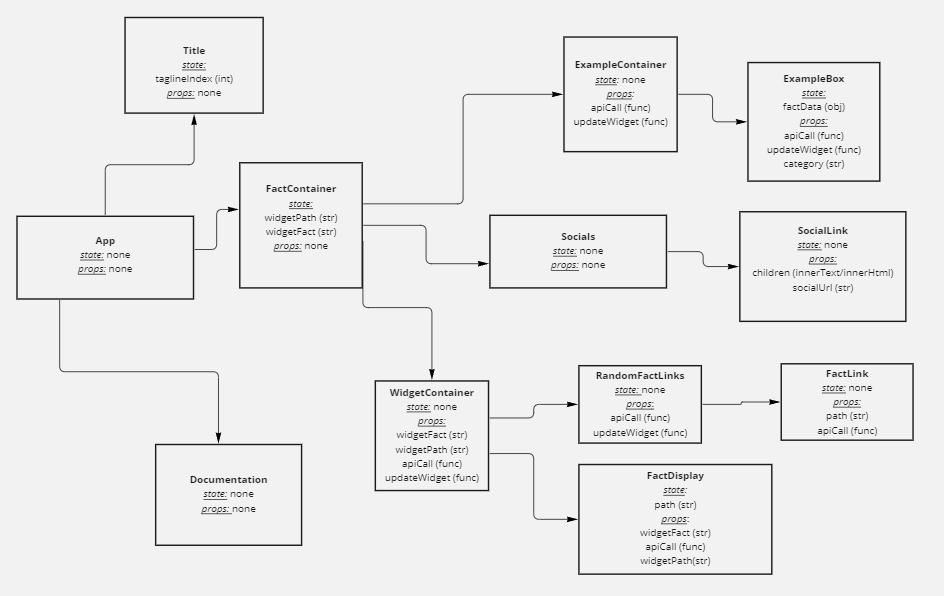 Title
state:
taglineIndex (int)
props: none
ExampleContainer
state: none
props:
apiCall (func)
updateWidget (func)
ExampleBox
state:
factData (obj)
props:
apiCall (func)
updateWidget (func)
category (str)
FactContainer
state:
widgetPath (str)
widgetFact (str)
props: none
App
state: none
props: none
Socials
state: none
props: none
SocialLink
state: none
props:
children (innerText/innerHtml)
socialUrl (str)
WidgetContainer
state: none
props:
widgetFact (str)
widgetPath (str)
apiCall (func)
updateWidget (func)
RandomFactLinks
state: none
props:
apiCall (func)
updateWidget (func)
FactLink
state: none
props:
path (str)
apiCall (func)
Documentation
state: none
props: none
FactDisplay
state:
path (str)
props:
widgetFact (str)
apiCall (func)
widgetPath(str)